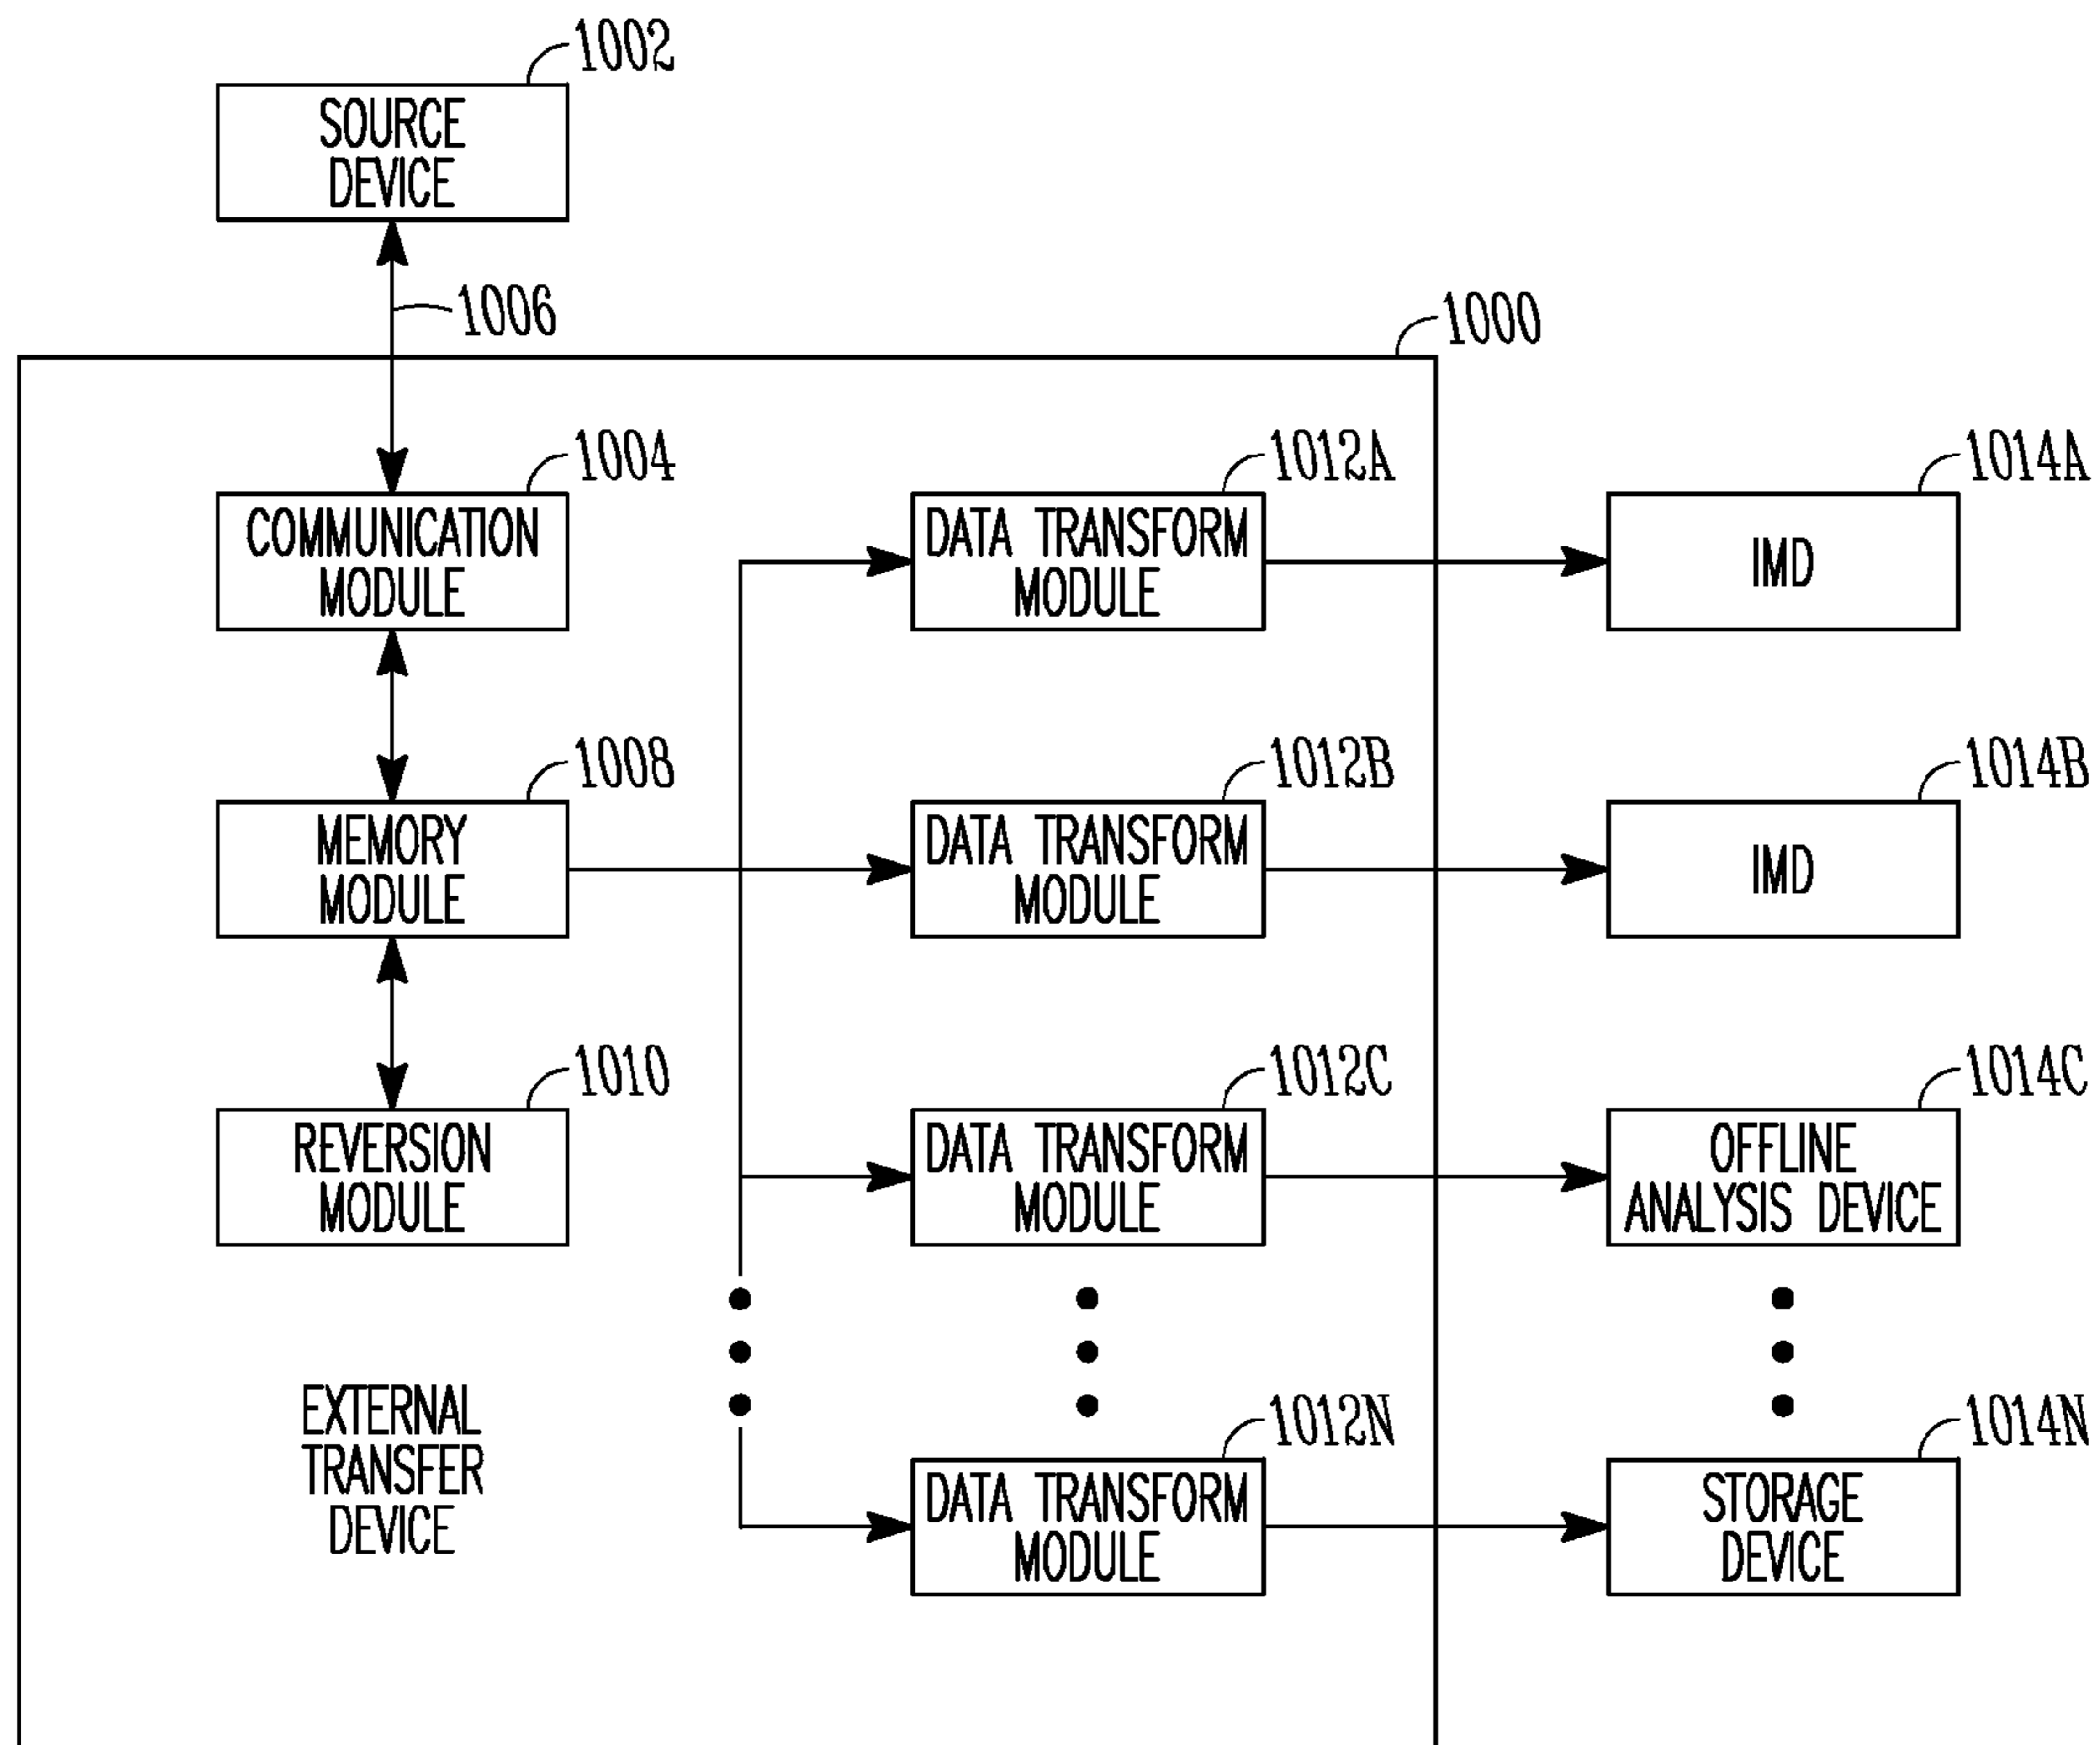 1002
SOURCE
DEVICE
1006
1000
1004
COMMUNICATION
MODULE
1012A
DATA TRANSFORM
MODULE
1014A
IMD
1008
MEMORY
MODULE
1012B
DATA TRANSFORM
MODULE
1014B
IMD
1010
REVERSION
MODULE
1012C
DATA TRANSFORM
MODULE
1014C
OFFLINE
ANALYSIS DEVICE
EXTERNAL
TRANSFER
DEVICE
1012N
DATA TRANSFORM
MODULE
1014N
STORAGE
DEVICE